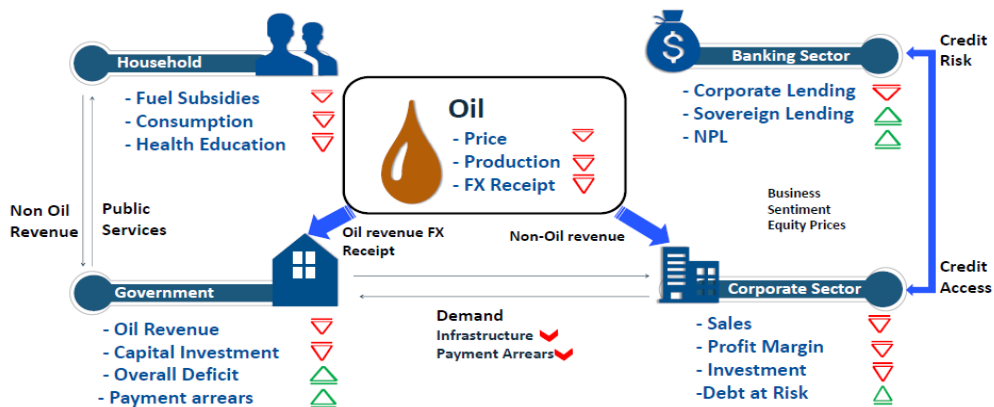 Household
- Fuel Subsidies
- Consumption
- Health Education
Oil
- Price
- Production
- FX Receipt
$
Banking Sector
- Corporate Lending
- Sovereign Lending
- NPL
Credit
Risk
Non Oil
Revenue
Public
Services
Oil revenue FX
Receipt
Non-Oil revenue
Business
Sentiment
Equity Prices
Credit
Access
Government
- Oil Revenue
- Capital Investment
- Overall Deficit
- Payment arrears
Demand
Infrastructure
Payment Arrears
Corporate Sector
- Sales
- Profit Margin
- Investment
-Debt at Risk